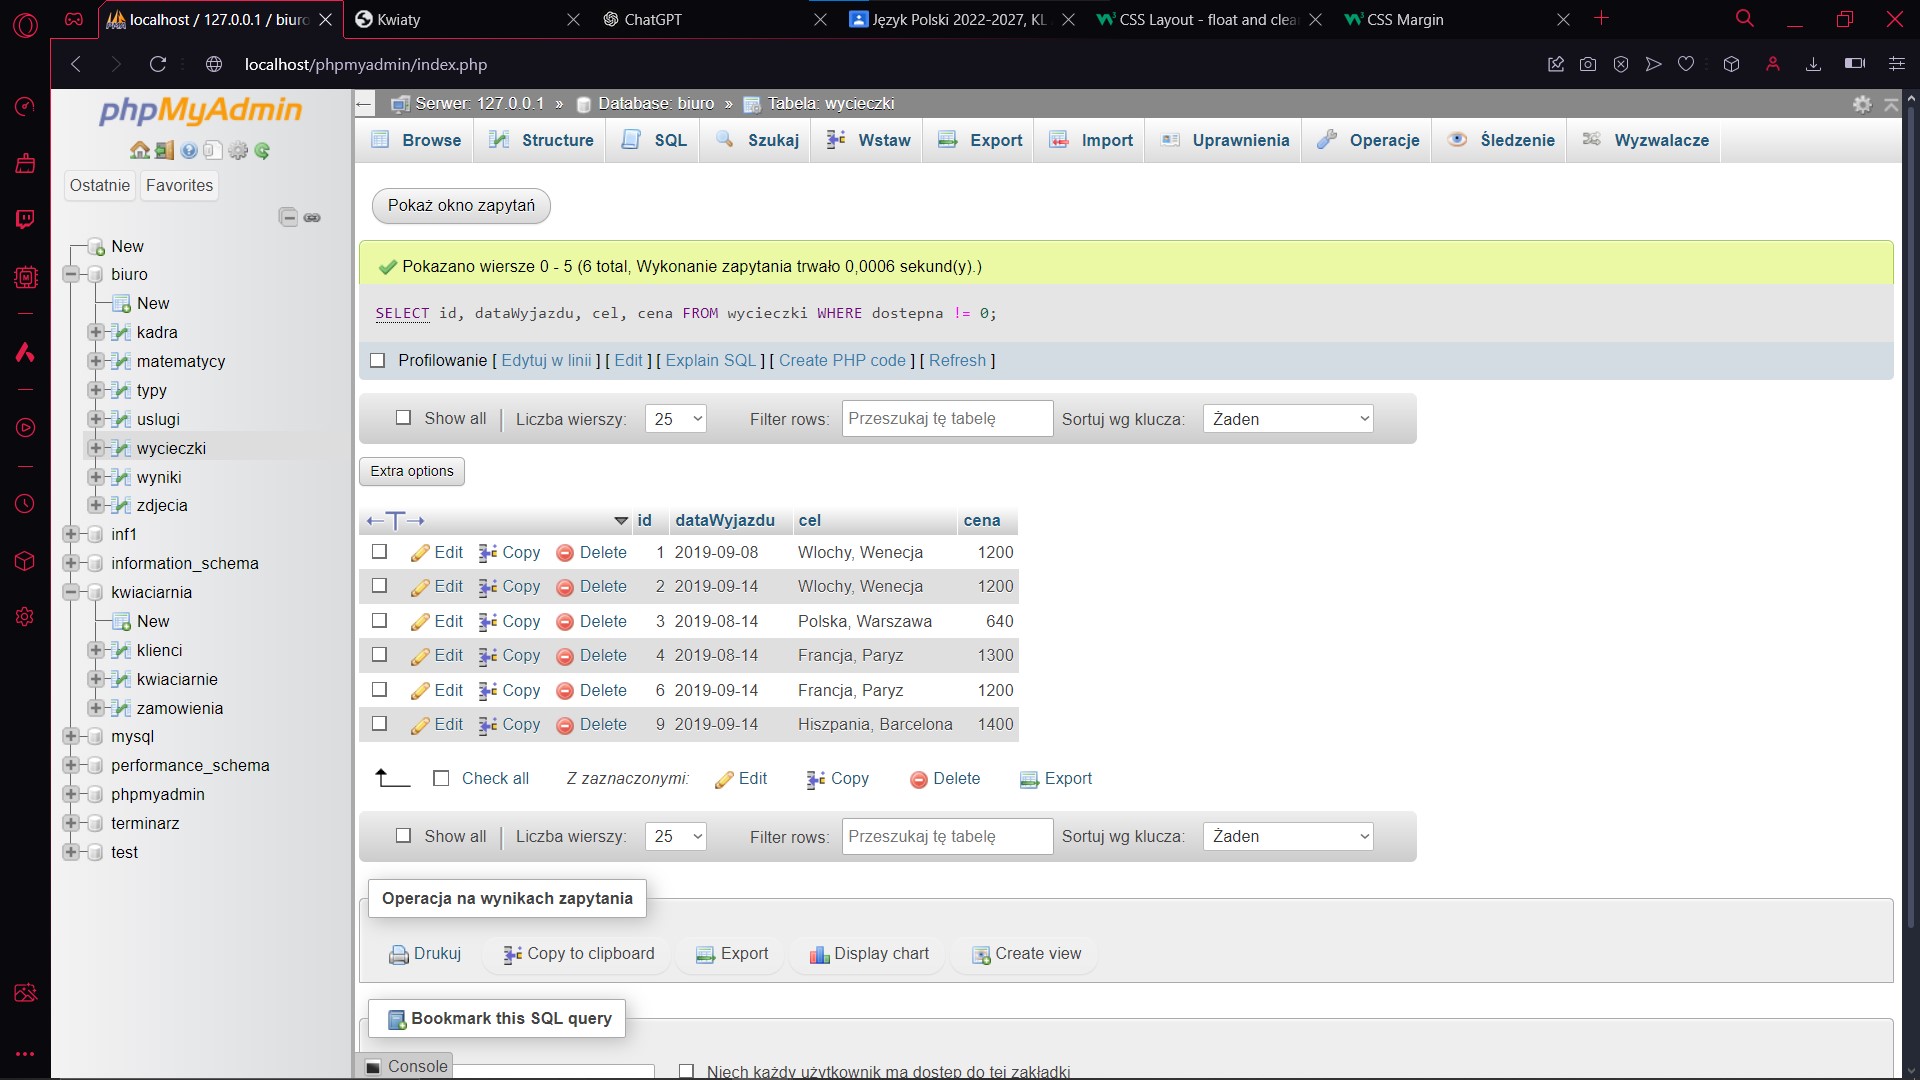 localhost / 127.0.0.1 / biuro
Kwiaty
ChatGPT
Język Polski 2022-2027, KL
CSS Layout - float and clea
CSS Margin
localhost/phpmyadmin/index.php
phpMyAdmin
Ostatnie Favorites
New
biuro
New
kadra
matematycy
typy
uslugi
wycieczki
wyniki
zdjecia
inf1
information_schema
kwiaciarnia
New
klienci
kwiaciarnie
zamowienia
mysql
performance_schema
phpmyadmin
terminarz
test
Serwer: 127.0.0.1 » Database: biuro » Tabela: wycieczki
Browse Structure SQL Szukaj Wstaw Export Import Uprawnienia Operacje Śledzenie Wyzwalacze
Pokaż okno zapytań
Pokazano wiersze 0 - 5 (6 total, Wykonanie zapytania trwało 0,0006 sekund(y).)
SELECT id, dataWyjazdu, cel, cena FROM wycieczki WHERE dostepna != 0;
Profilowanie [ Edytuj w linii ] [ Edit ] [ Explain SQL ] [ Create PHP code ] [ Refresh ]
Show all Liczba wierszy: 25 Filter rows: Przeszukaj tę tabelę Sortuj wg klucza: Żaden
Extra options
←T→ id dataWyjazdu cel cena
Edit Copy Delete 1 2019-09-08 Wlochy, Wenecja 1200
Edit Copy Delete 2 2019-09-14 Wlochy, Wenecja 1200
Edit Copy Delete 3 2019-08-14 Polska, Warszawa 640
Edit Copy Delete 4 2019-08-14 Francja, Paryz 1300
Edit Copy Delete 6 2019-09-14 Francja, Paryz 1200
Edit Copy Delete 9 2019-09-14 Hiszpania, Barcelona 1400
Check all Z zaznaczonymi: Edit Copy Delete Export
Show all Liczba wierszy: 25 Filter rows: Przeszukaj tę tabelę Sortuj wg klucza: Żaden
Operacja na wynikach zapytania
Drukuj Copy to clipboard Export Display chart Create view
Bookmark this SQL query
Console
Niech każdy użytkownik ma dostęp do tej zakładki